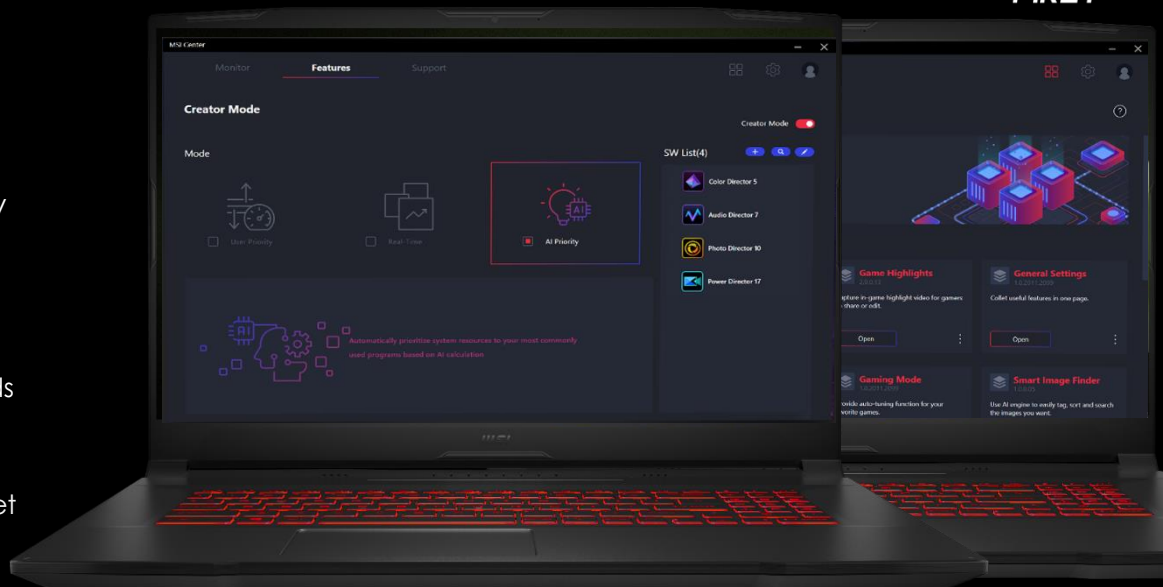 MSI Center
Monitor
Features
Support
Creator Mode
Creator Mode
Mode
SW List(4)
User Priority
Real-Time
AI
AI Priority
Color Director 5
Audio Director 7
Photo Director 10
Power Director 17
AI
Automatically prioritize system resources to your most commonly
used programs based on AI calculation
msi
Game Highlights
General Settings
in-game highlight video for gamers
share or edit.
Collet useful features in one page.
Open
Open
Gaming Mode
Smart Image Finder
auto-tuning function for your
games.
Use AI engine to easily tag, sort and search
the images you want.